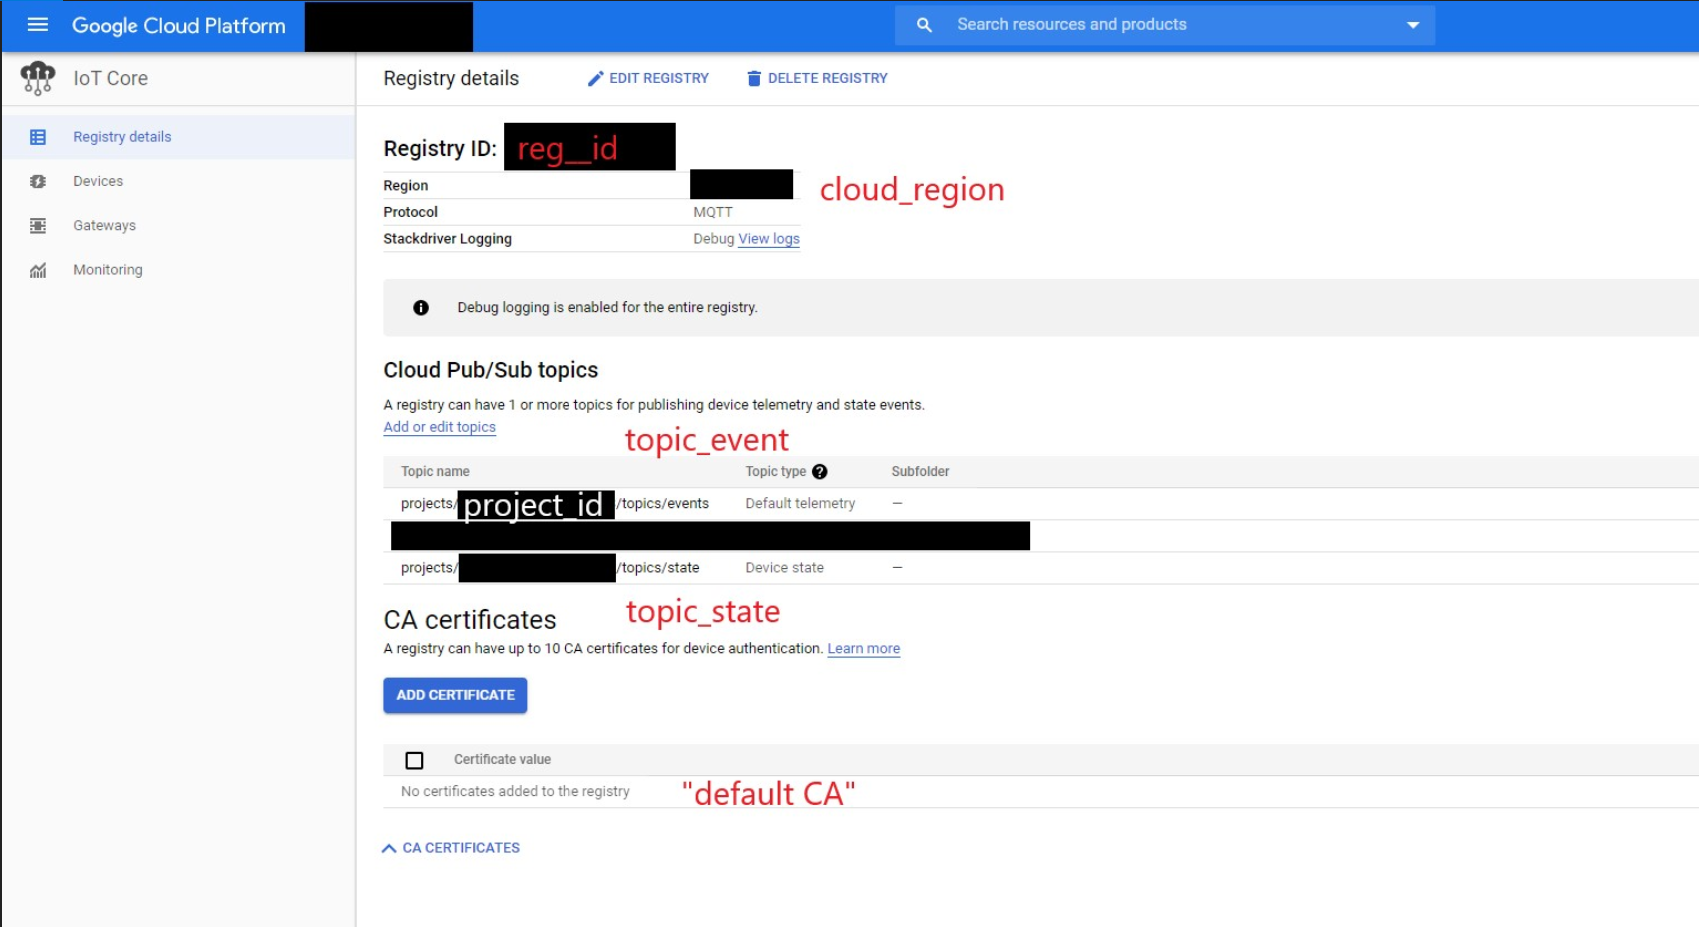 Google Cloud Platform
Search resources and products
IoT Core
Registry details
EDIT REGISTRY
DELETE REGISTRY
Registry details
Devices
Gateways
Monitoring
Registry ID: reg__id
Region cloud_region
Protocol MQTT
Stackdriver Logging Debug View logs
Debug logging is enabled for the entire registry.
Cloud Pub/Sub topics
A registry can have 1 or more topics for publishing device telemetry and state events.
Add or edit topics
topic_event
Topic name Topic type Subfolder
projects/project_id/topics/events Default telemetry —
projects/ /topics/state Device state —
topic_state
CA certificates
A registry can have up to 10 CA certificates for device authentication. Learn more
ADD CERTIFICATE
Certificate value
No certificates added to the registry "default CA"
CA CERTIFICATES